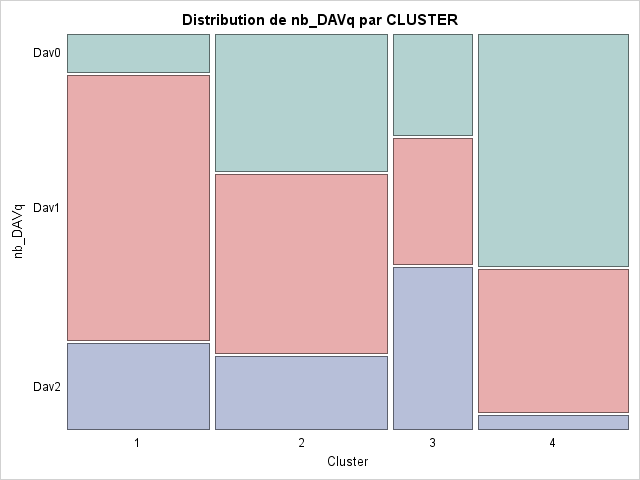 Distribution de nb_DAVq par CLUSTER
Dav0
Dav1
Dav2
nb_DAVq
1 2 3 4
Cluster